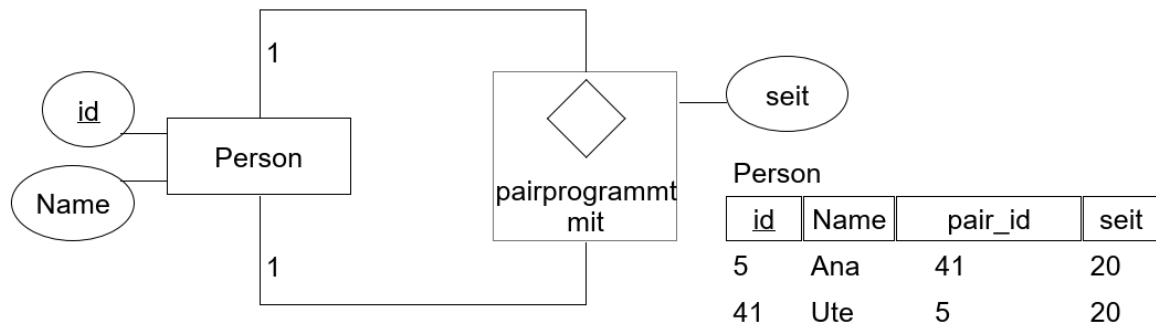 1
id
seit
Person
Name
pairprogrammt
mit
1
Person
id Name pair_id seit
5 Ana 41 20
41 Ute 5 20